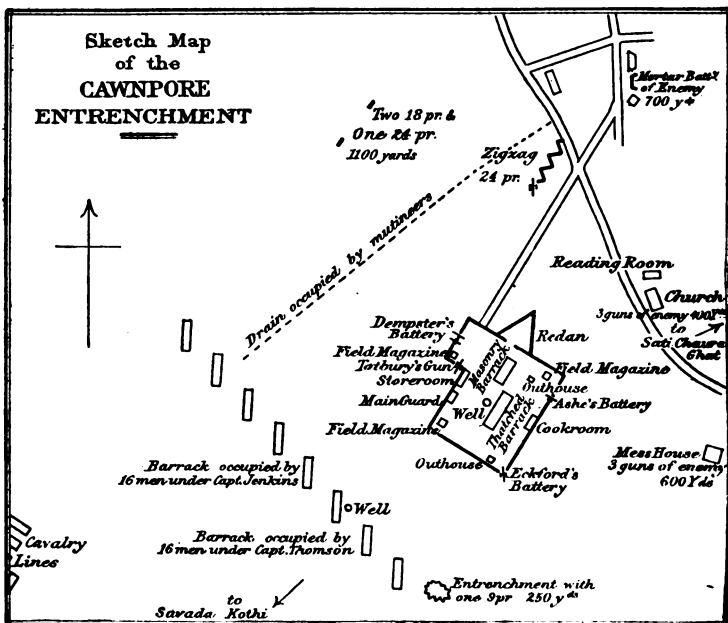 Sketch Map
of the
CAWNPORE
ENTRENCHMENT
Two 18 pr. &
One 24 pr.
1100 yards
Mortar Batty.
of Enemy
700 yds
Zigzag
24 pr.
Drain occupied by mutineers
Reading Room
Church
3 guns of enemy 400 yds
to
Sati Chaura
Ghat
Dempster's
Battery
Redan
Field Magazine
Totbury's Gun
Storeroom
Main Guard
Field Magazine
Masonry
Barrack
Well
Thatched
Barrack
Field Magazine
Outhouse
Ashe's Battery
Cookroom
Outhouse
Eckford's
Battery
Mess House
3 guns of enemy
600 Yds
Barrack occupied by
16 men under Capt. Jenkins
Well
Barrack occupied by
16 men under Capt. Thomson
Cavalry
Lines
to
Savada Kothi
Entrenchment with
one 9 pr 250 yds